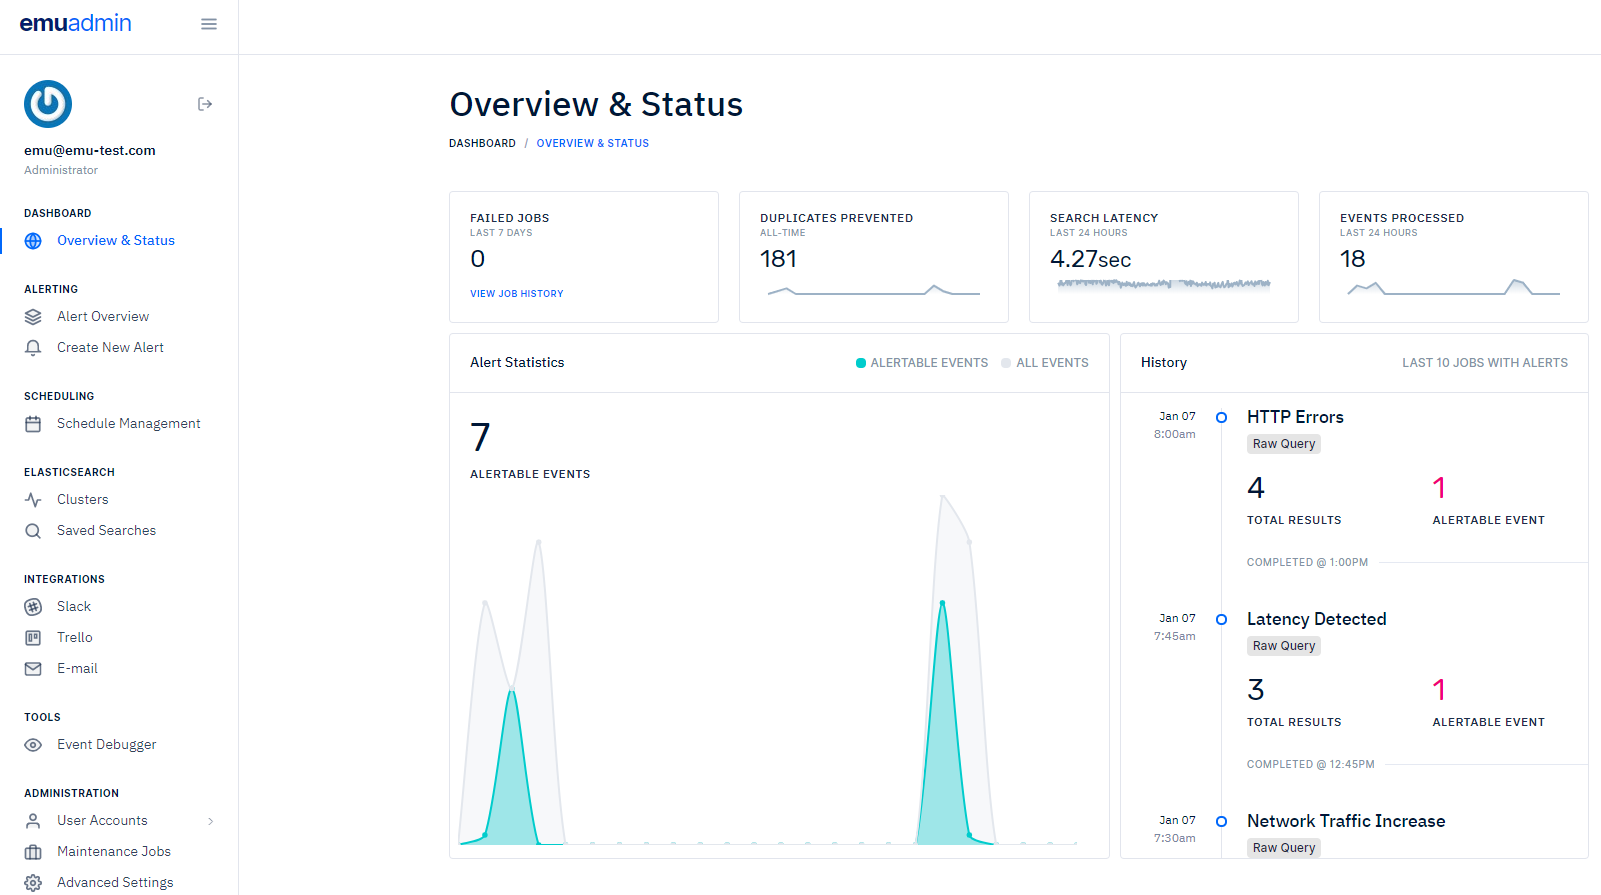 emuadmin
emu@emu-test.com
Administrator
DASHBOARD
Overview & Status
ALERTING
Alert Overview
Create New Alert
SCHEDULING
Schedule Management
ELASTICSEARCH
Clusters
Saved Searches
INTEGRATIONS
Slack
Trello
E-mail
TOOLS
Event Debugger
ADMINISTRATION
User Accounts
Maintenance Jobs
Advanced Settings
Overview & Status
DASHBOARD / OVERVIEW & STATUS
FAILED JOBS
LAST 7 DAYS
0
VIEW JOB HISTORY
DUPLICATES PREVENTED
ALL-TIME
181
SEARCH LATENCY
LAST 24 HOURS
4.27sec
EVENTS PROCESSED
LAST 24 HOURS
18
Alert Statistics
ALERTABLE EVENTS ALL EVENTS
7
ALERTABLE EVENTS
History
LAST 10 JOBS WITH ALERTS
Jan 07
8:00am
HTTP Errors
Raw Query
4 1
TOTAL RESULTS ALERTABLE EVENT
COMPLETED @ 1:00PM
Jan 07
7:45am
Latency Detected
Raw Query
3 1
TOTAL RESULTS ALERTABLE EVENT
COMPLETED @ 12:45PM
Jan 07
7:30am
Network Traffic Increase
Raw Query